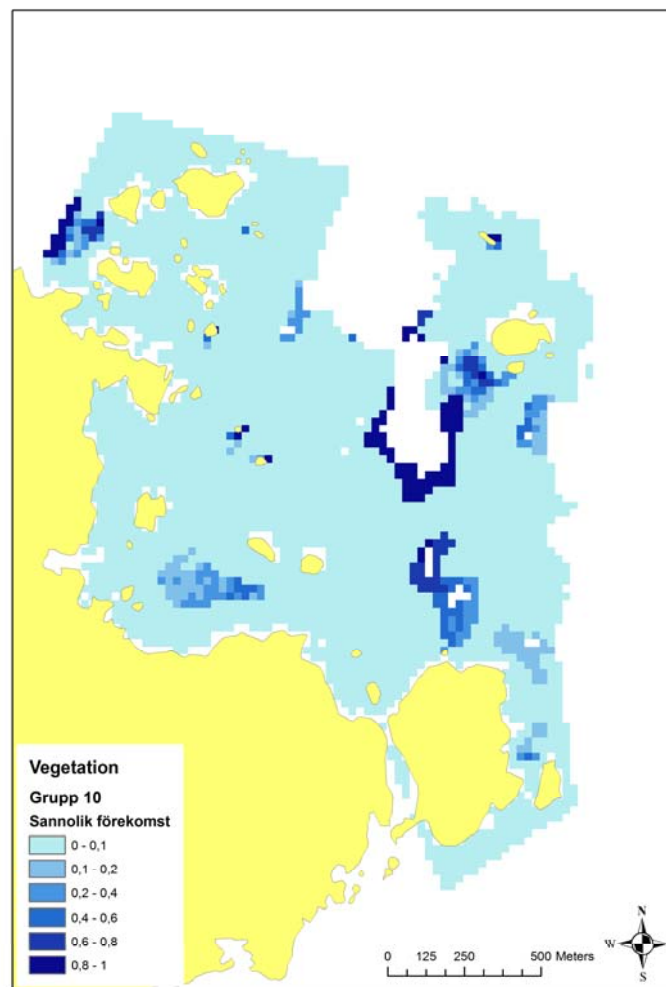 Vegetation
Grupp 10
Sannolik förekomst
0 - 0,1
0,1 - 0,2
0,2 - 0,4
0,4 - 0,6
0,6 - 0,8
0,8 - 1
0 125 250 500 Meters
N
W E
S